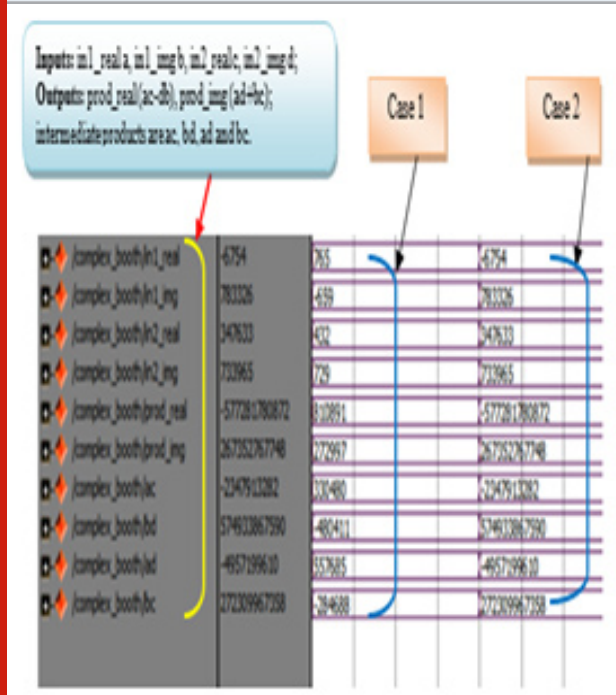 Inputs: in1_real a, in1_img b, in2_real c, in2_img d;
Outputs: prod_real(ac-db), prod_img (ad+bc);
intermediate products are ac, bd, ad and bc.
Case 1
Case 2
/complex_booth/in1_real -6754 765 -6754
/complex_booth/in1_img 783326 -659 783326
/complex_booth/in2_real 347633 432 347633
/complex_booth/in2_img 733965 729 733965
/complex_booth/prod_real -577281780872 810891 -577281780872
/complex_booth/prod_img 267352767748 272997 267352767748
/complex_booth/ac -2347913282 330480 -2347913282
/complex_booth/bd 574933867590 -480411 574933867590
/complex_booth/ad -4957199610 557685 -4957199610
/complex_booth/bc 272309967358 -284688 272309967358